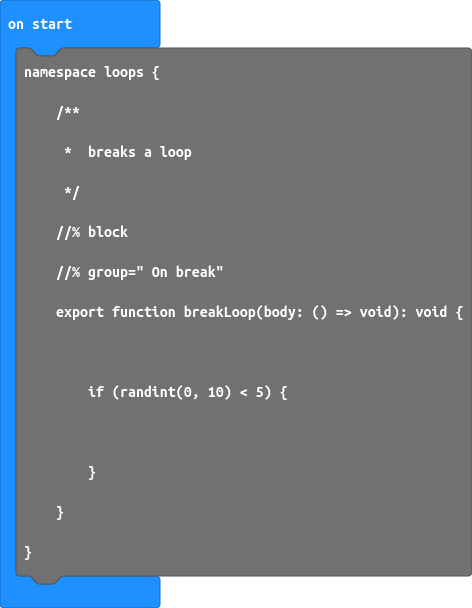 on start
namespace loops {
/**
*  breaks a loop
*/
//% block
//% group=" On break"
export function breakLoop(body: () => void): void {
if (randint(0, 10) < 5) {
}
}
}